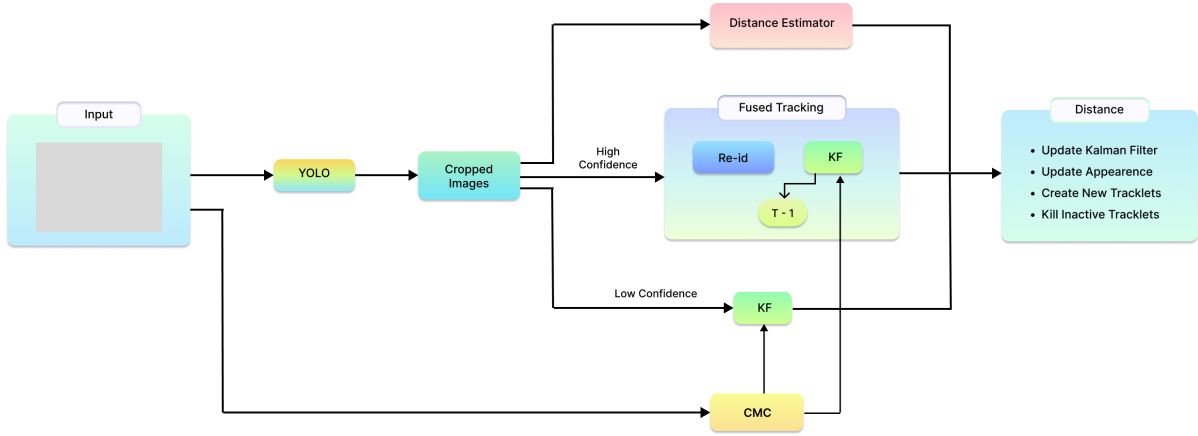 Distance Estimator
Input
Fused Tracking
Distance
YOLO
Cropped
Images
High
Confidence
Re-id
KF
T - 1
• Update Kalman Filter
• Update Appearence
• Create New Tracklets
• Kill Inactive Tracklets
Low Confidence
KF
CMC